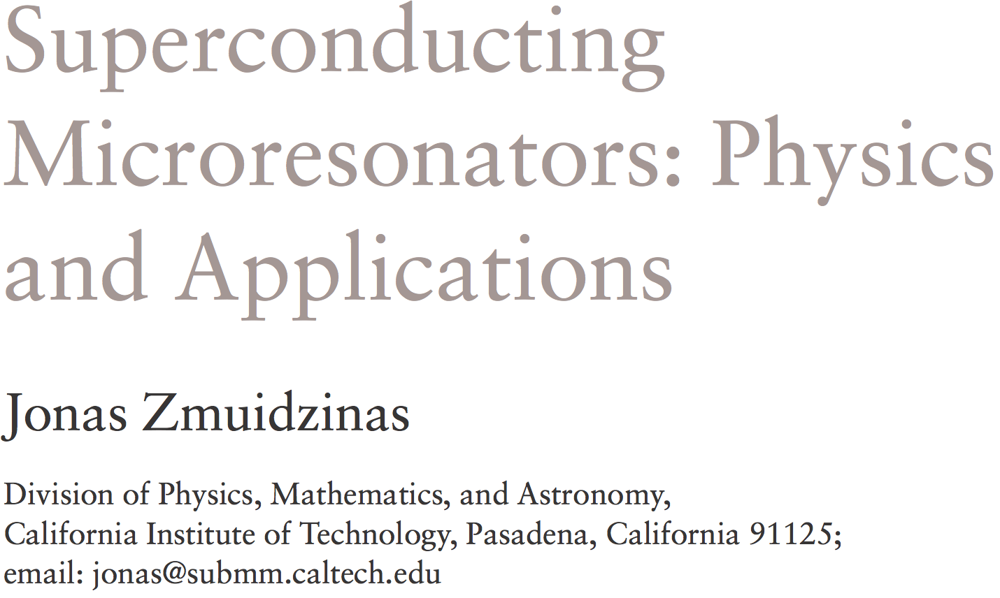 Superconducting
Microresonators: Physics
and Applications
Jonas Zmuidzinas
Division of Physics, Mathematics, and Astronomy,
California Institute of Technology, Pasadena, California 91125;
email: jonas@submm.caltech.edu